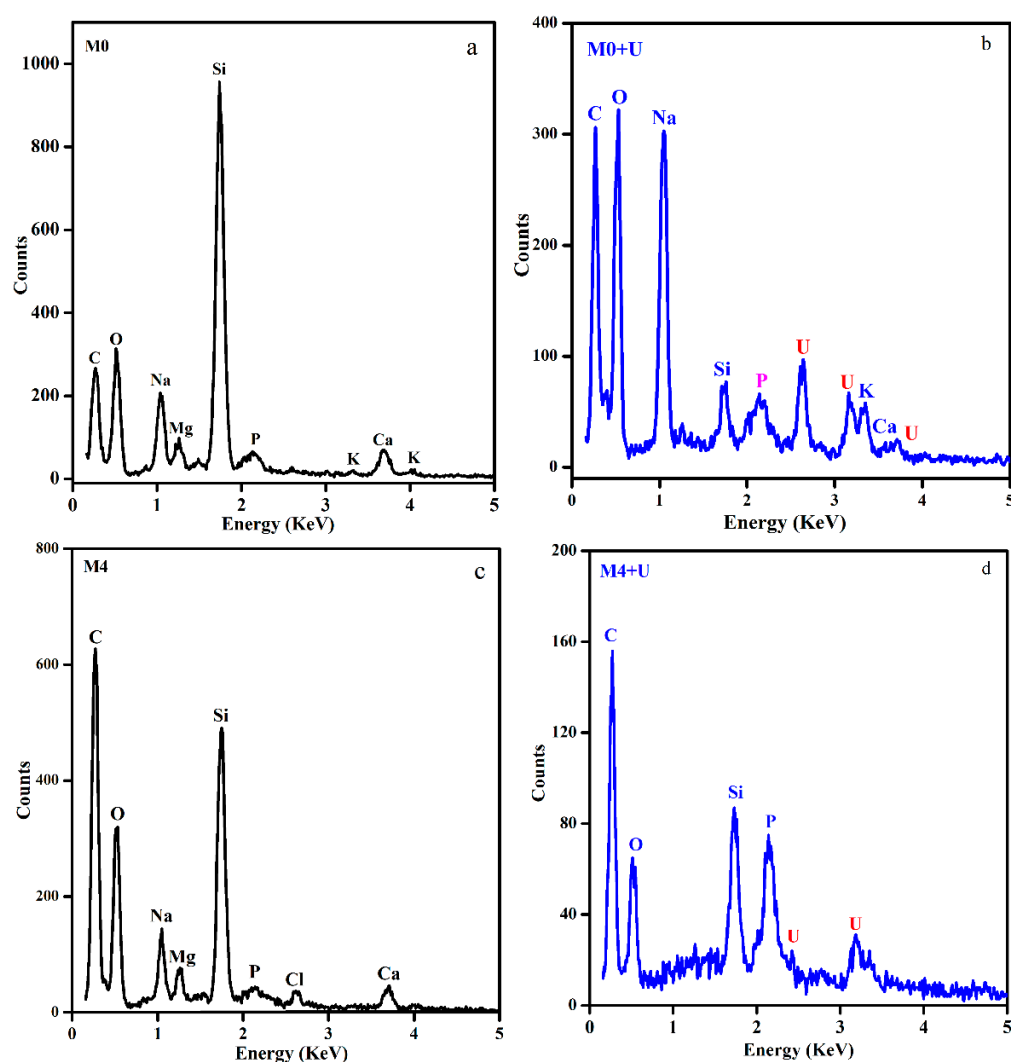 M0
a
1000
800
600
400
200
0
Counts
C
O
Na
Mg
Si
P
K
Ca
K
0 1 2 3 4 5
Energy (KeV)
M0+U
b
400
300
200
100
0
Counts
C
O
Na
Si
P
U
U
K
Ca
U
0 1 2 3 4 5
Energy (KeV)
M4
c
800
600
400
200
0
Counts
C
O
Na
Mg
Si
P
Cl
Ca
0 1 2 3 4 5
Energy (KeV)
M4+U
d
200
160
120
80
40
0
Counts
C
O
Si
P
U
U
0 1 2 3 4 5
Energy (KeV)